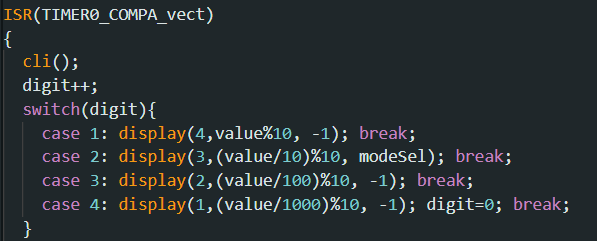 ISR(TIMER0_COMPA_vect)
{
  cli();
  digit++;
  switch(digit){
    case 1: display(4,value%10, -1); break;
    case 2: display(3,(value/10)%10, modeSel); break;
    case 3: display(2,(value/100)%10, -1); break;
    case 4: display(1,(value/1000)%10, -1); digit=0; break;
  }